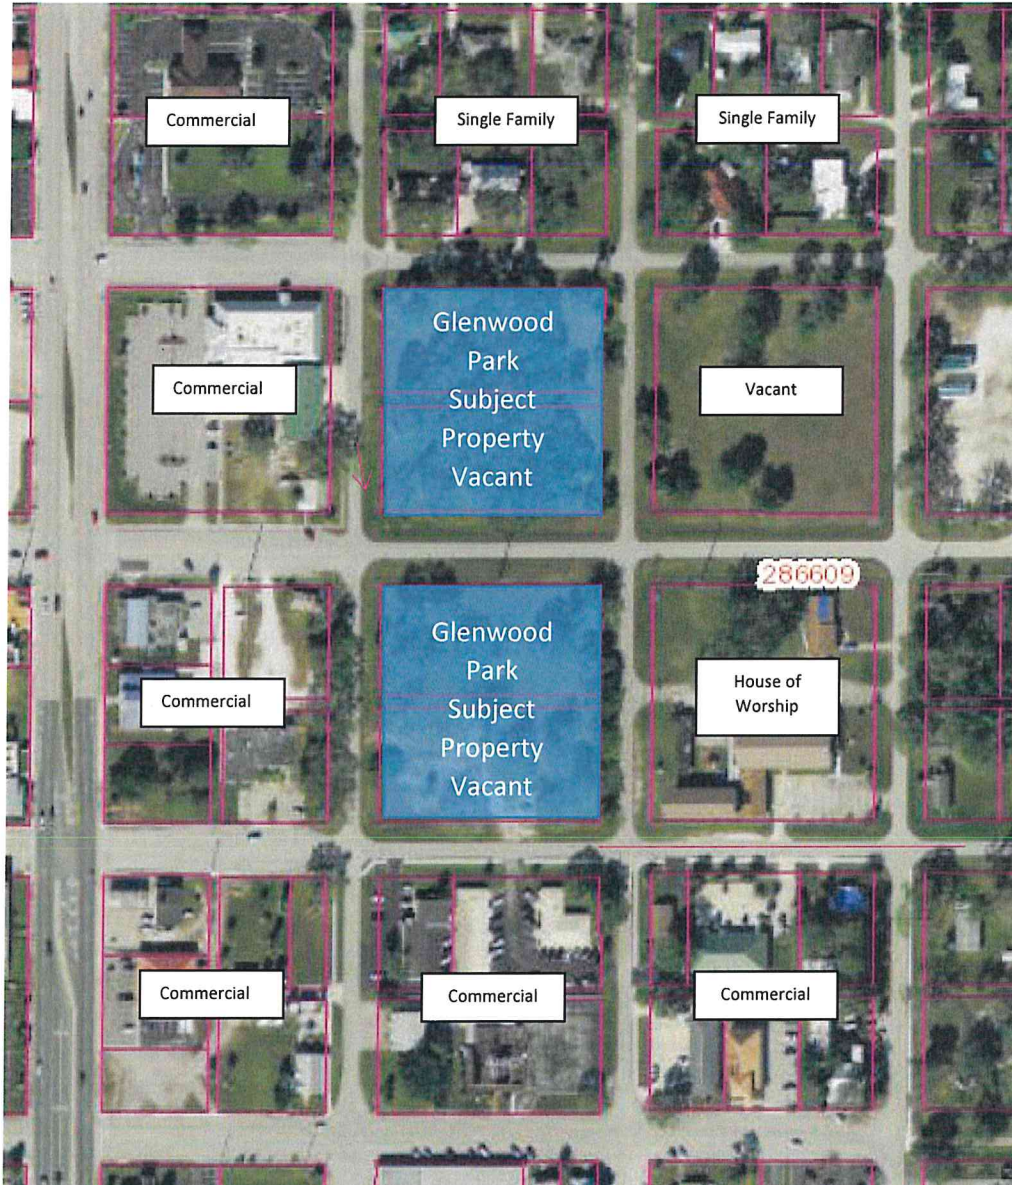 Commercial
Single Family
Single Family
Commercial
Glenwood
Park
Subject
Property
Vacant
Vacant
286609
Commercial
Glenwood
Park
Subject
Property
Vacant
House of
Worship
Commercial
Commercial
Commercial